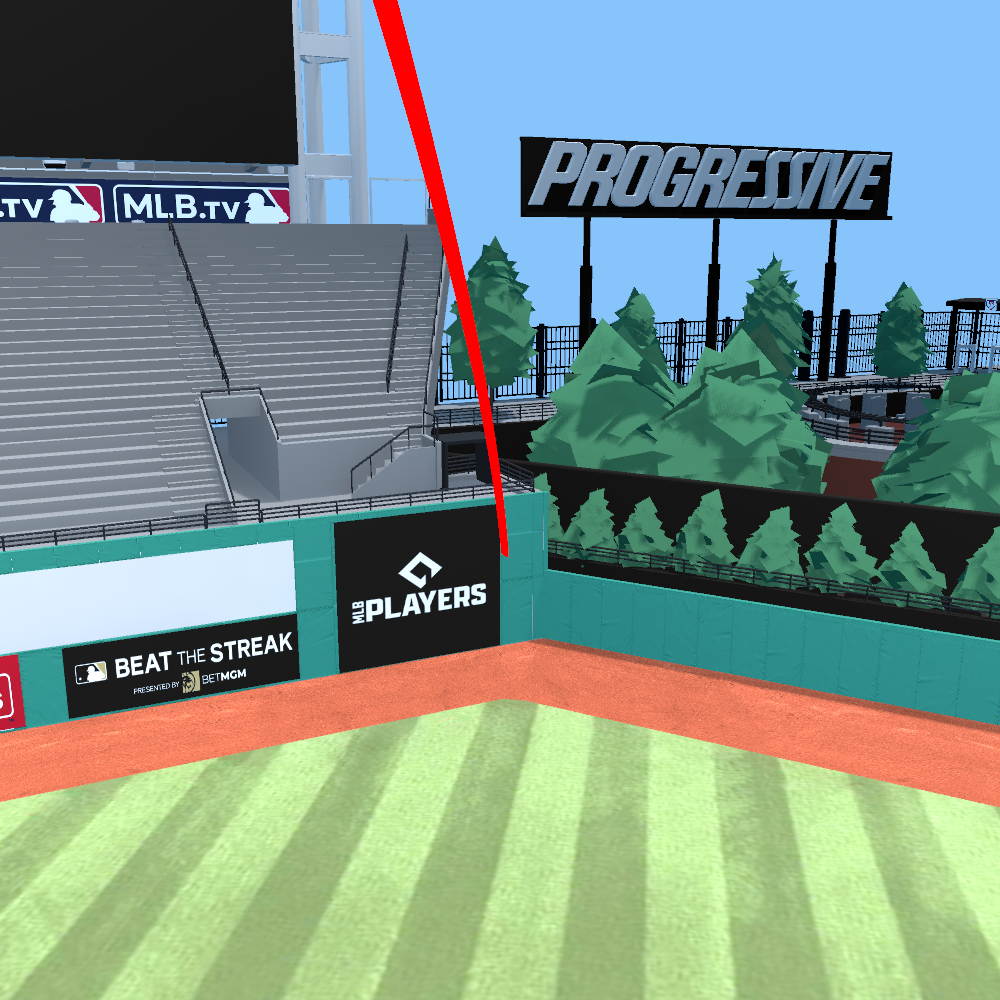 .TV
MLB.TV
PROGRESSIVE
MLB PLAYERS
BEAT THE STREAK
PRESENTED BY BETMGM
S